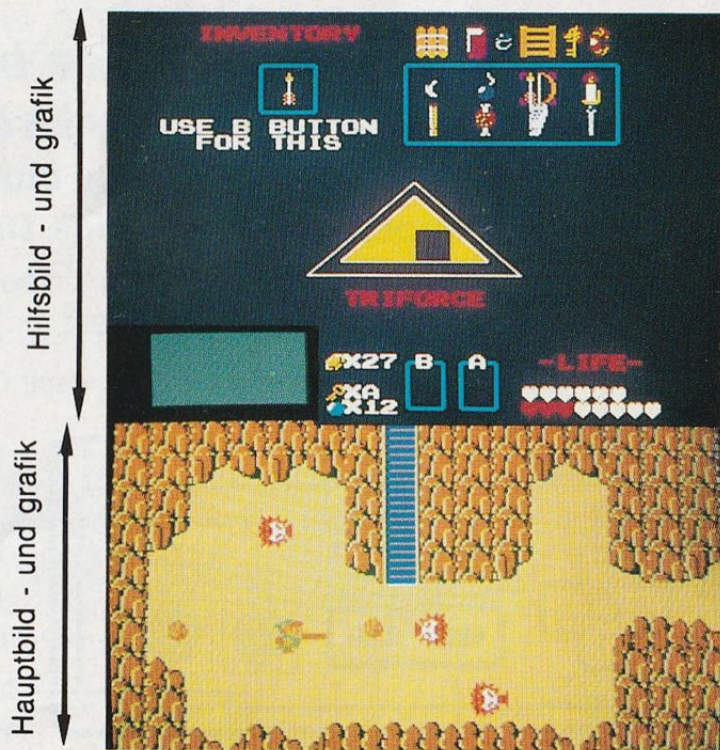 Hilfsbild - und grafik
Hauptbild - und grafik
INVENTORY
USE B BUTTON
FOR THIS
TRIFORCE
X27
XA
X12
B
A
-LIFE-